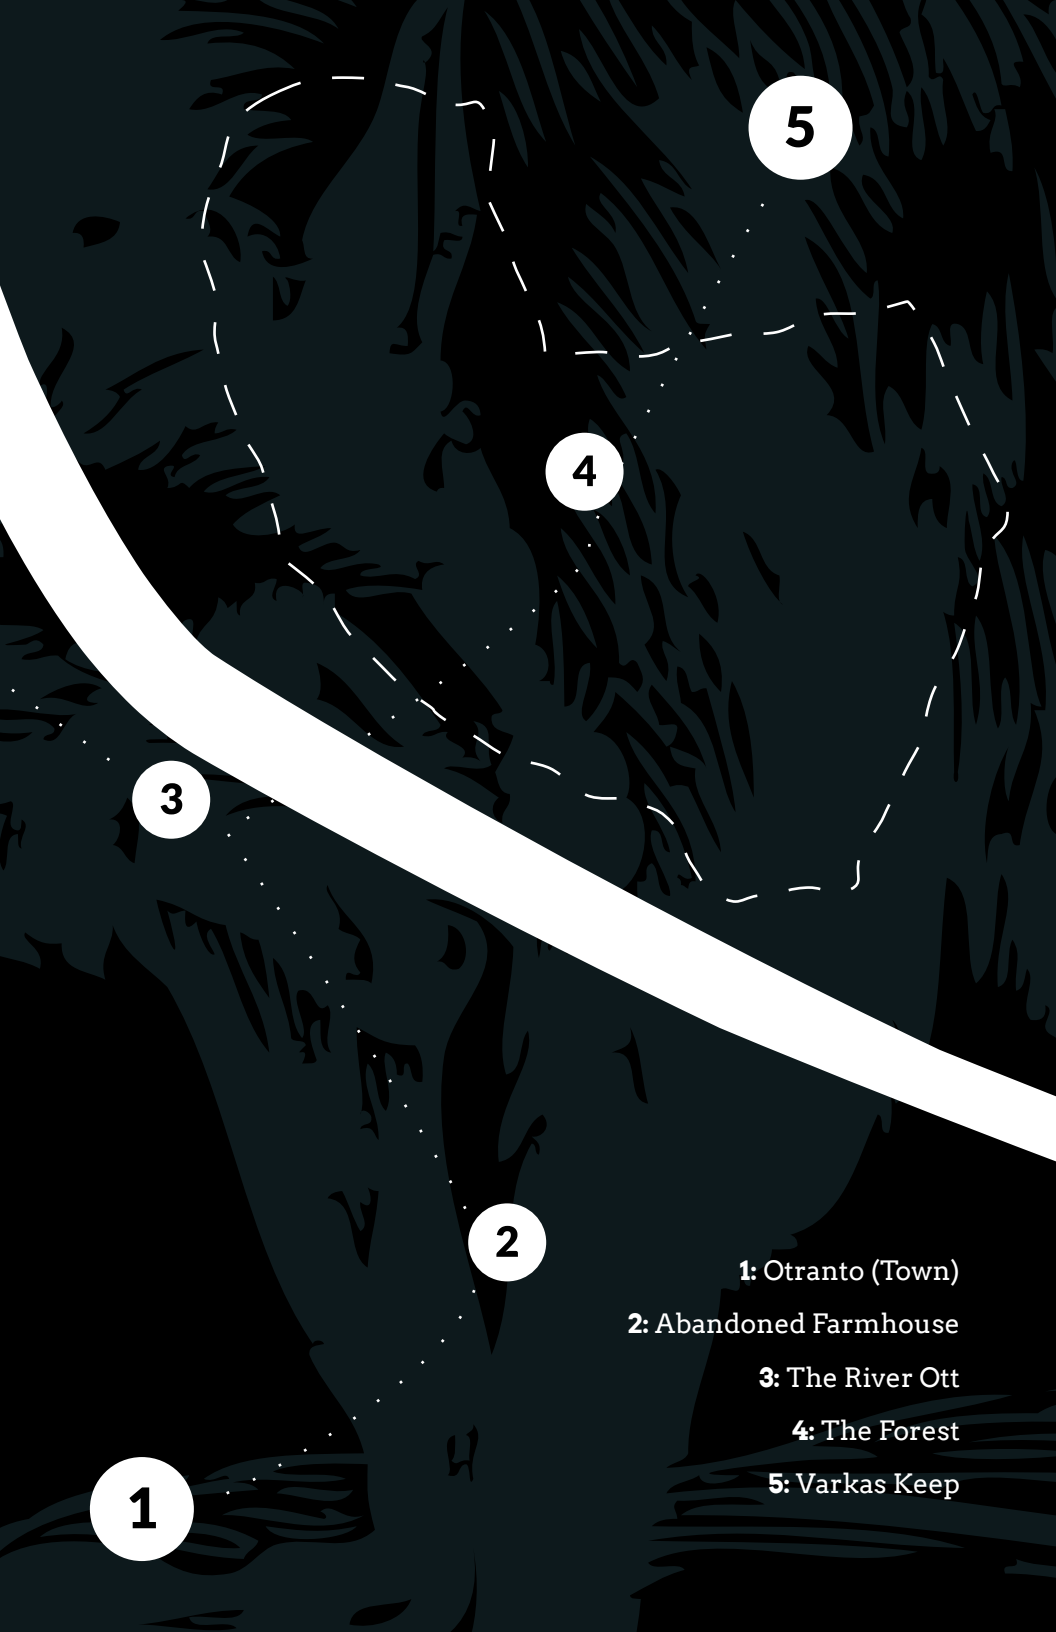 5
4
3
2
1: Otranto (Town)
2: Abandoned Farmhouse
3: The River Ott
4: The Forest
5: Varkas Keep
1